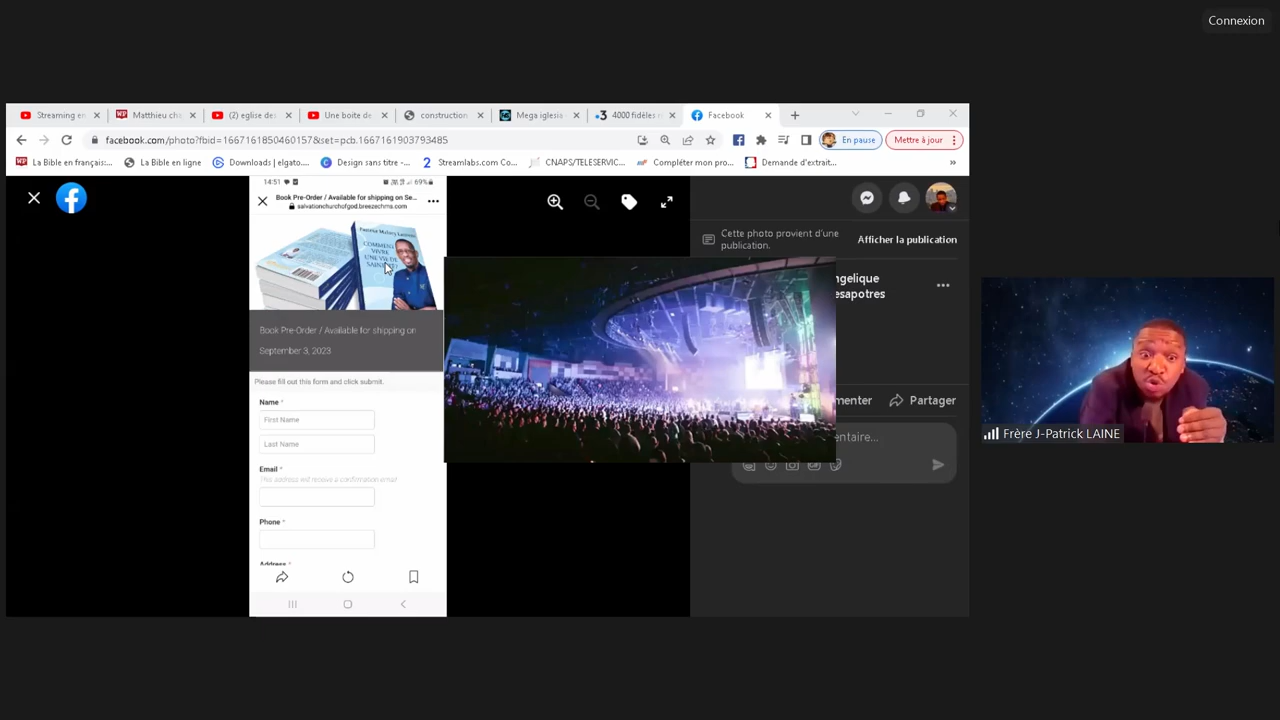 Connexion
Streaming en
Matthieu ch
(2) eglise des
Une boite de
construction
Mega iglesia
4000 fidèles r
Facebook
facebook.com/photo?fbid=1667161850460157&set=pcb.1667161903793485
En pause
Mettre à jour
La Bible en français:...
La Bible en ligne
Downloads | elgato....
Design sans titre -...
Streamlabs.com Co...
CNAPS/TELESERVIC...
Compléter mon pro...
Demande d'extrait...
»
14:51
69%
Book Pre-Order / Available for shipping on Se...
salvationchurchofgod.breezechms.com
COMMENT
VIVRE
UNE VIE DE
Book Pre-Order / Available for shipping on
September 3, 2023
Please fill out this form and click submit.
Name *
First Name
Last Name
Email *
This address will receive a confirmation email
Phone *
Address *
Cette photo provient d'une
publication.
Afficher la publication
ngelique
esapotres
menter
Partager
entaire...
GIF
Frère J-Patrick LAINE